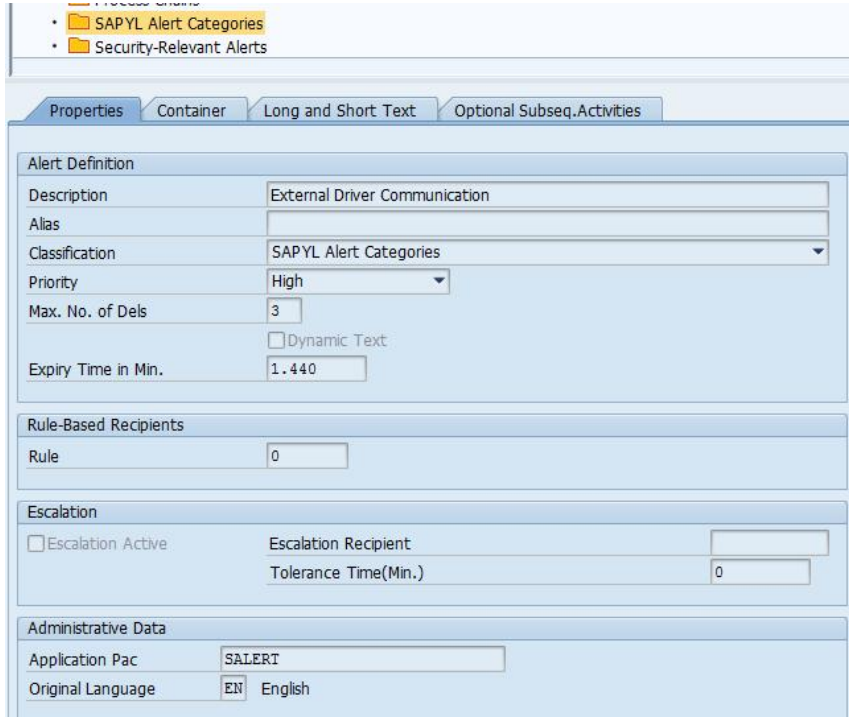 Process Chains
SAPYL Alert Categories
Security-Relevant Alerts
Properties Container Long and Short Text Optional Subseq.Activities
Alert Definition
Description External Driver Communication
Alias
Classification SAPYL Alert Categories
Priority High
Max. No. of Dels 3
Dynamic Text
Expiry Time in Min. 1.440
Rule-Based Recipients
Rule 0
Escalation
Escalation Active Escalation Recipient
Tolerance Time(Min.) 0
Administrative Data
Application Pac SALERT
Original Language EN English